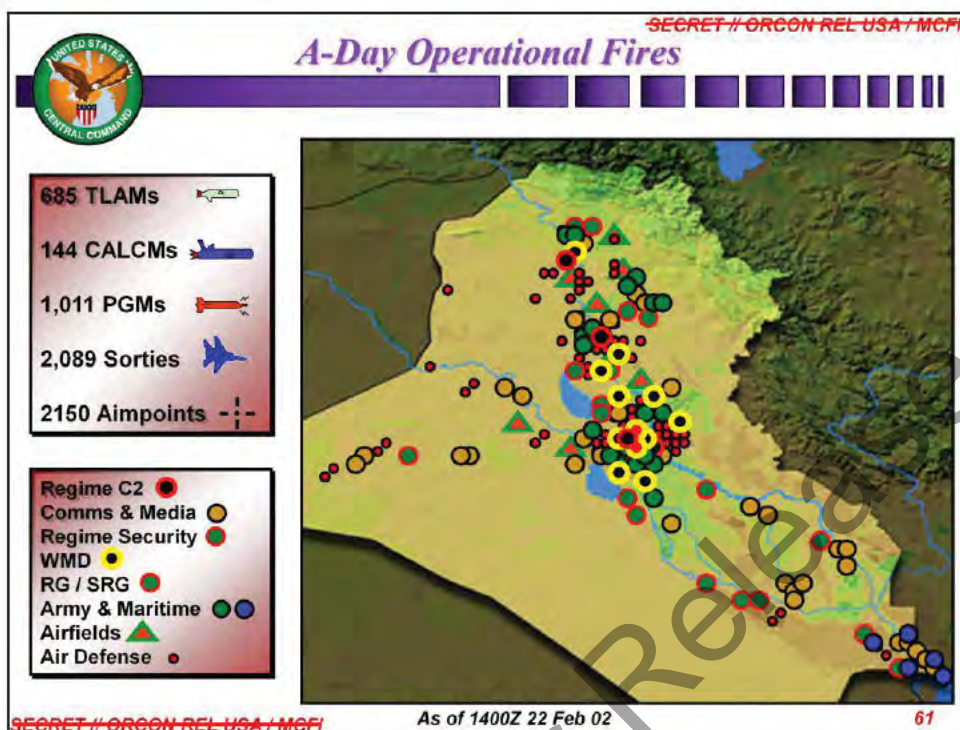 SECRET // ORCON REL USA / MCFI
A-Day Operational Fires
UNITED STATES
CENTRAL COMMAND
685 TLAMs
144 CALCMs
1,011 PGMs
2,089 Sorties
2150 Aimpoints
Regime C2
Comms & Media
Regime Security
WMD
RG / SRG
Army & Maritime
Airfields
Air Defense
Release
SECRET // ORCON REL USA / MCFI
As of 1400Z 22 Feb 02
61